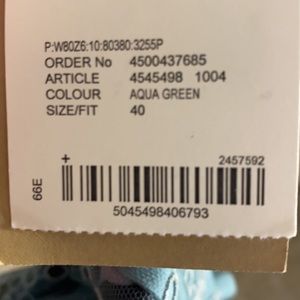 P:W80Z6:10:80380:3255P
ORDER No 4500437685
ARTICLE 4545498 1004
COLOUR AQUA GREEN
SIZE/FIT 40
66E
+
2457592
5045498406793